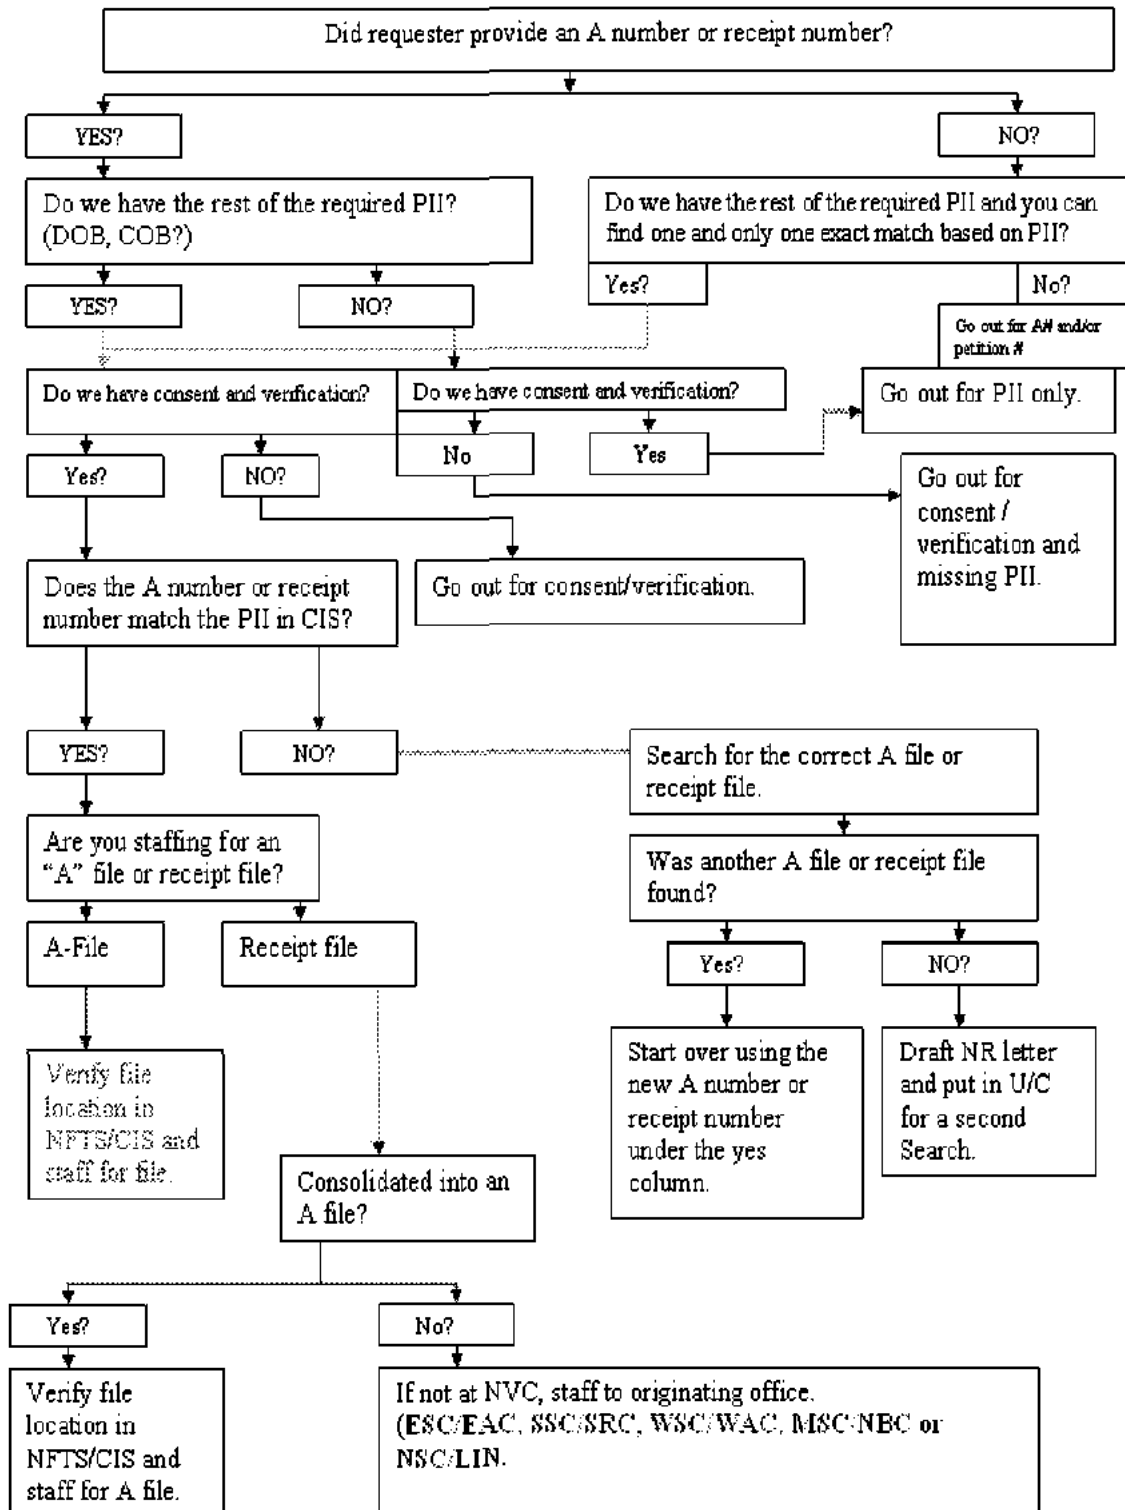 Did requester provide an A number or receipt number?
YES?
NO?
Do we have the rest of the required PII?
(DOB, COB?)
Do we have the rest of the required PII and you can
find one and only one exact match based on PII?
YES?
NO?
Yes?
No?
Go out for A# and/or
petition #
Do we have consent and verification?
Do we have consent and verification?
Go out for PII only.
Yes?
NO?
No
Yes
Go out for
consent /
verification and
missing PII.
Does the A number or receipt
number match the PII in CIS?
Go out for consent/verification.
YES?
NO?
Search for the correct A file or
receipt file.
Are you staffing for an
“A” file or receipt file?
Was another A file or receipt file
found?
A-File
Receipt file
Yes?
NO?
Verify file
location in
NFTS/CIS and
staff for file.
Start over using the
new A number or
receipt number
under the yes
column.
Draft NR letter
and put in U/C
for a second
Search.
Consolidated into an
A file?
Yes?
No?
Verify file
location in
NFTS/CIS and
staff for A file.
If not at NVC, staff to originating office.
(ESC/EAC, SSC/SRC, WSC/WAC, MSC/NBC or
NSC/LIN.